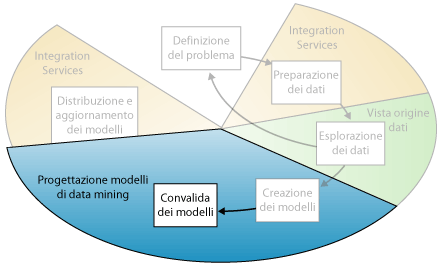 Definizione
del problema
Integration
Services
Integration
Services
Preparazione
dei dati
Distribuzione e
aggiornamento
dei modelli
Vista origine
dati
Esplorazione
dei dati
Progettazione modelli
di data mining
Convalida
dei modelli
Creazione
dei modelli